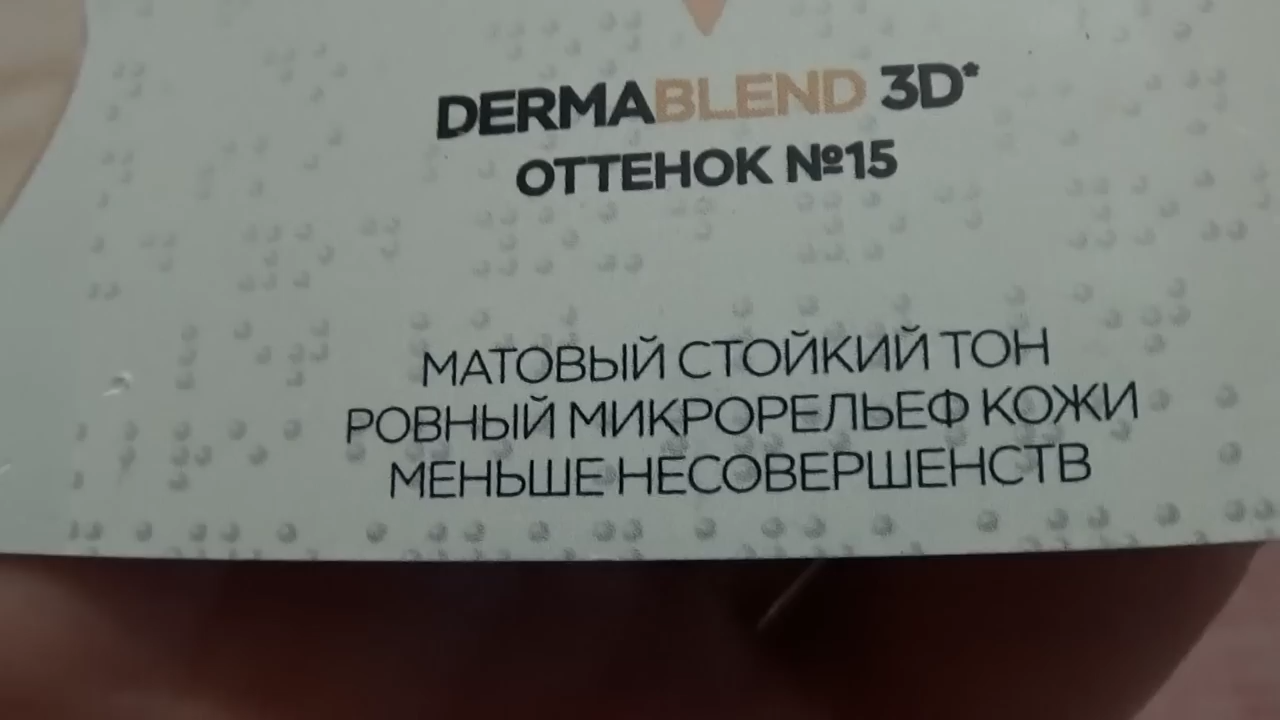 DERMABLEND 3D*
ОТТЕНОК №15
МАТОВЫЙ СТОЙКИЙ ТОН
РОВНЫЙ МИКРОРЕЛЬЕФ КОЖИ
МЕНЬШЕ НЕСОВЕРШЕНСТВ